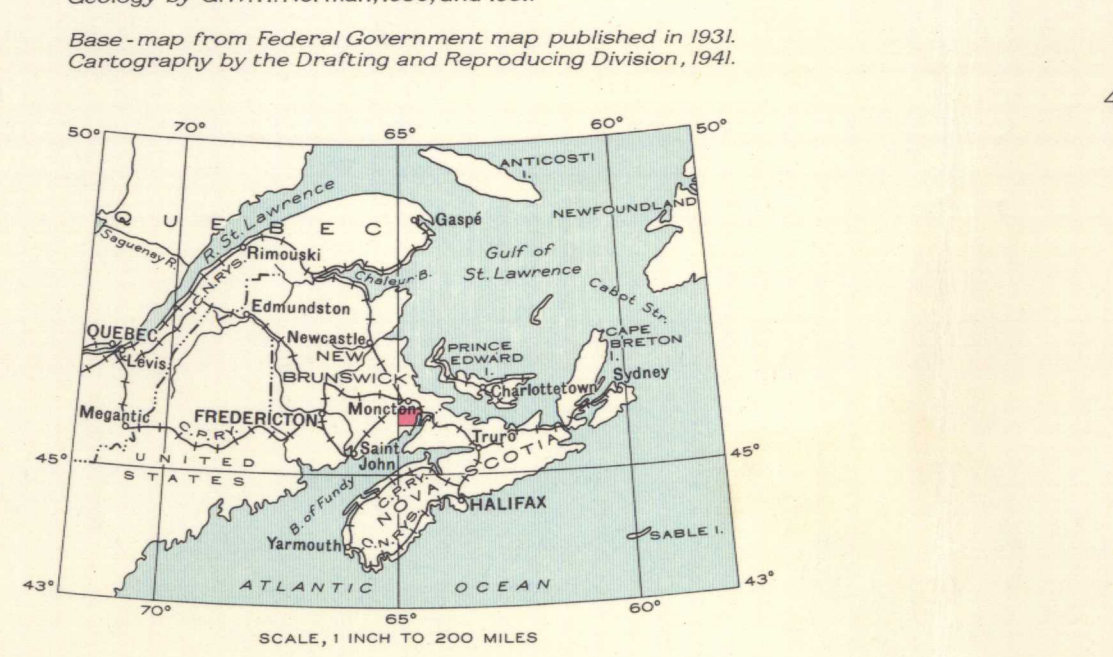 Base-map from Federal Government map published in 1931.
Cartography by the Drafting and Reproducing Division, 1941.
50° 70° 65° 60° 50°
ANTICOSTI
I.
R. St. Lawrence
NEWFOUNDLAND
QUEBEC
Gaspé
Saguenay R.
Rimouski
Gulf of
St. Lawrence
C.N.RYS.
Chaleur B.
Cabot Str.
Edmundston
QUEBEC
Newcastle
CAPE
BRETON
I.
Lévis
NEW
BRUNSWICK
PRINCE
EDWARD
I.
Sydney
Charlottetown
Megantic
FREDERICTON
Moncton
C.P.RY.
Truro
45°
UNITED
STATES
Saint
John
45°
NOVA SCOTIA
B. of Fundy
C.P.RY.
HALIFAX
C.N.RYS.
Yarmouth
SABLE I.
43°
ATLANTIC OCEAN
43°
70° 65° 60°
SCALE, 1 INCH TO 200 MILES